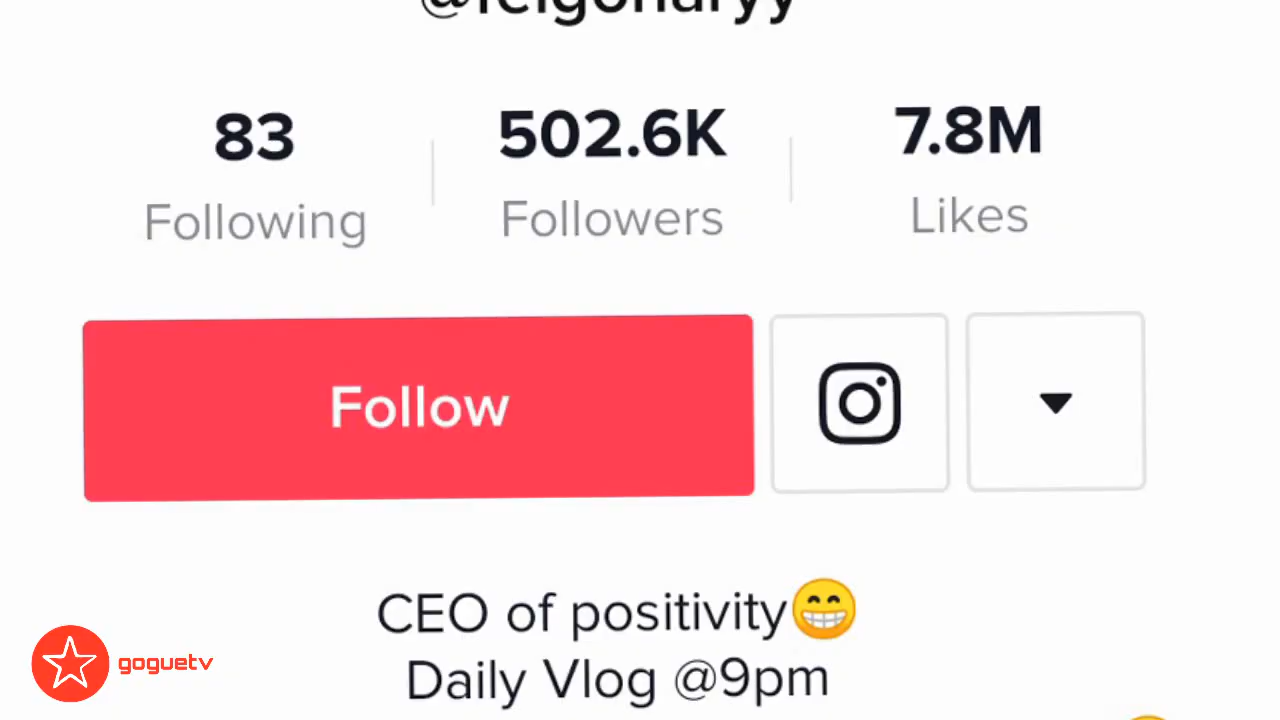 83 502.6K 7.8M
Following Followers Likes
Follow
CEO of positivity😁
Daily Vlog @9pm
goguetv